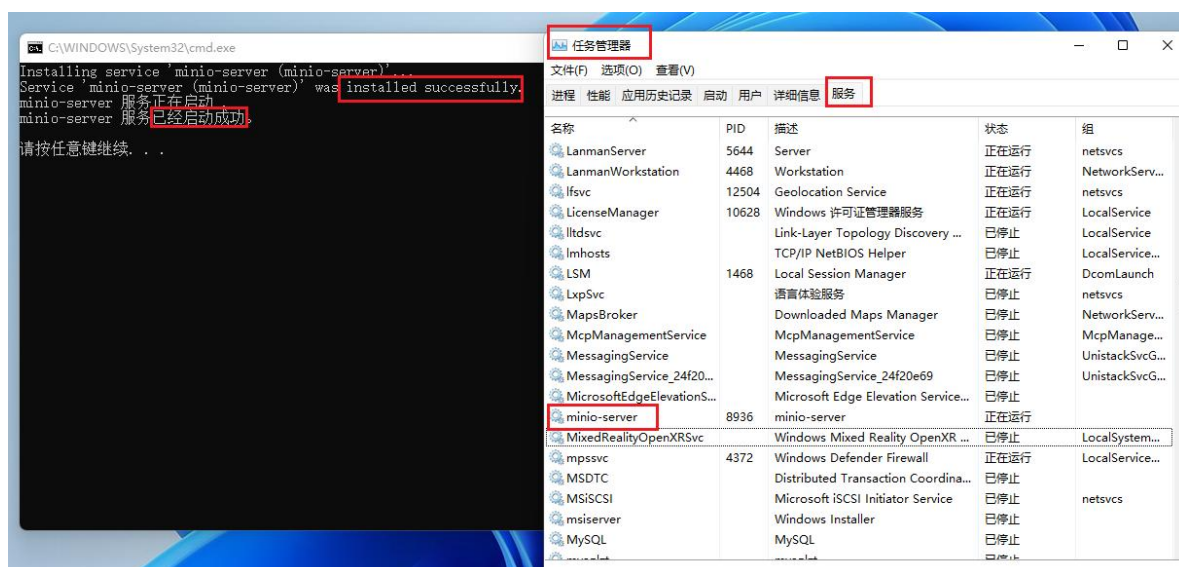 C:\WINDOWS\System32\cmd.exe
Installing service 'minio-server (minio-server)'...
Service 'minio-server (minio-server)' was installed successfully.
minio-server 服务正在启动 .
minio-server 服务已经启动成功。
请按任意键继续. . .
任务管理器
文件(F) 选项(O) 查看(V)
进程 性能 应用历史记录 启动 用户 详细信息 服务
名称 PID 描述 状态 组
LanmanServer 5644 Server 正在运行 netsvcs
LanmanWorkstation 4468 Workstation 正在运行 NetworkServ...
lfsvc 12504 Geolocation Service 正在运行 netsvcs
LicenseManager 10628 Windows 许可证管理器服务 正在运行 LocalService
lltdsvc Link-Layer Topology Discovery ... 已停止 LocalService
lmhosts TCP/IP NetBIOS Helper 已停止 LocalService...
LSM 1468 Local Session Manager 正在运行 DcomLaunch
LxpSvc 语言体验服务 已停止 netsvcs
MapsBroker Downloaded Maps Manager 已停止 NetworkServ...
McpManagementService McpManagementService 已停止 McpManage...
MessagingService MessagingService 已停止 UnistackSvcG...
MessagingService_24f20... MessagingService_24f20e69 已停止 UnistackSvcG...
MicrosoftEdgeElevationS... Microsoft Edge Elevation Service... 已停止
minio-server 8936 minio-server 正在运行
MixedRealityOpenXRSvc Windows Mixed Reality OpenXR ... 已停止 LocalSystem...
mpssvc 4372 Windows Defender Firewall 正在运行 LocalService...
MSDTC Distributed Transaction Coordina... 已停止
MSiSCSI Microsoft iSCSI Initiator Service 已停止 netsvcs
msiserver Windows Installer 已停止
MySQL MySQL 已停止